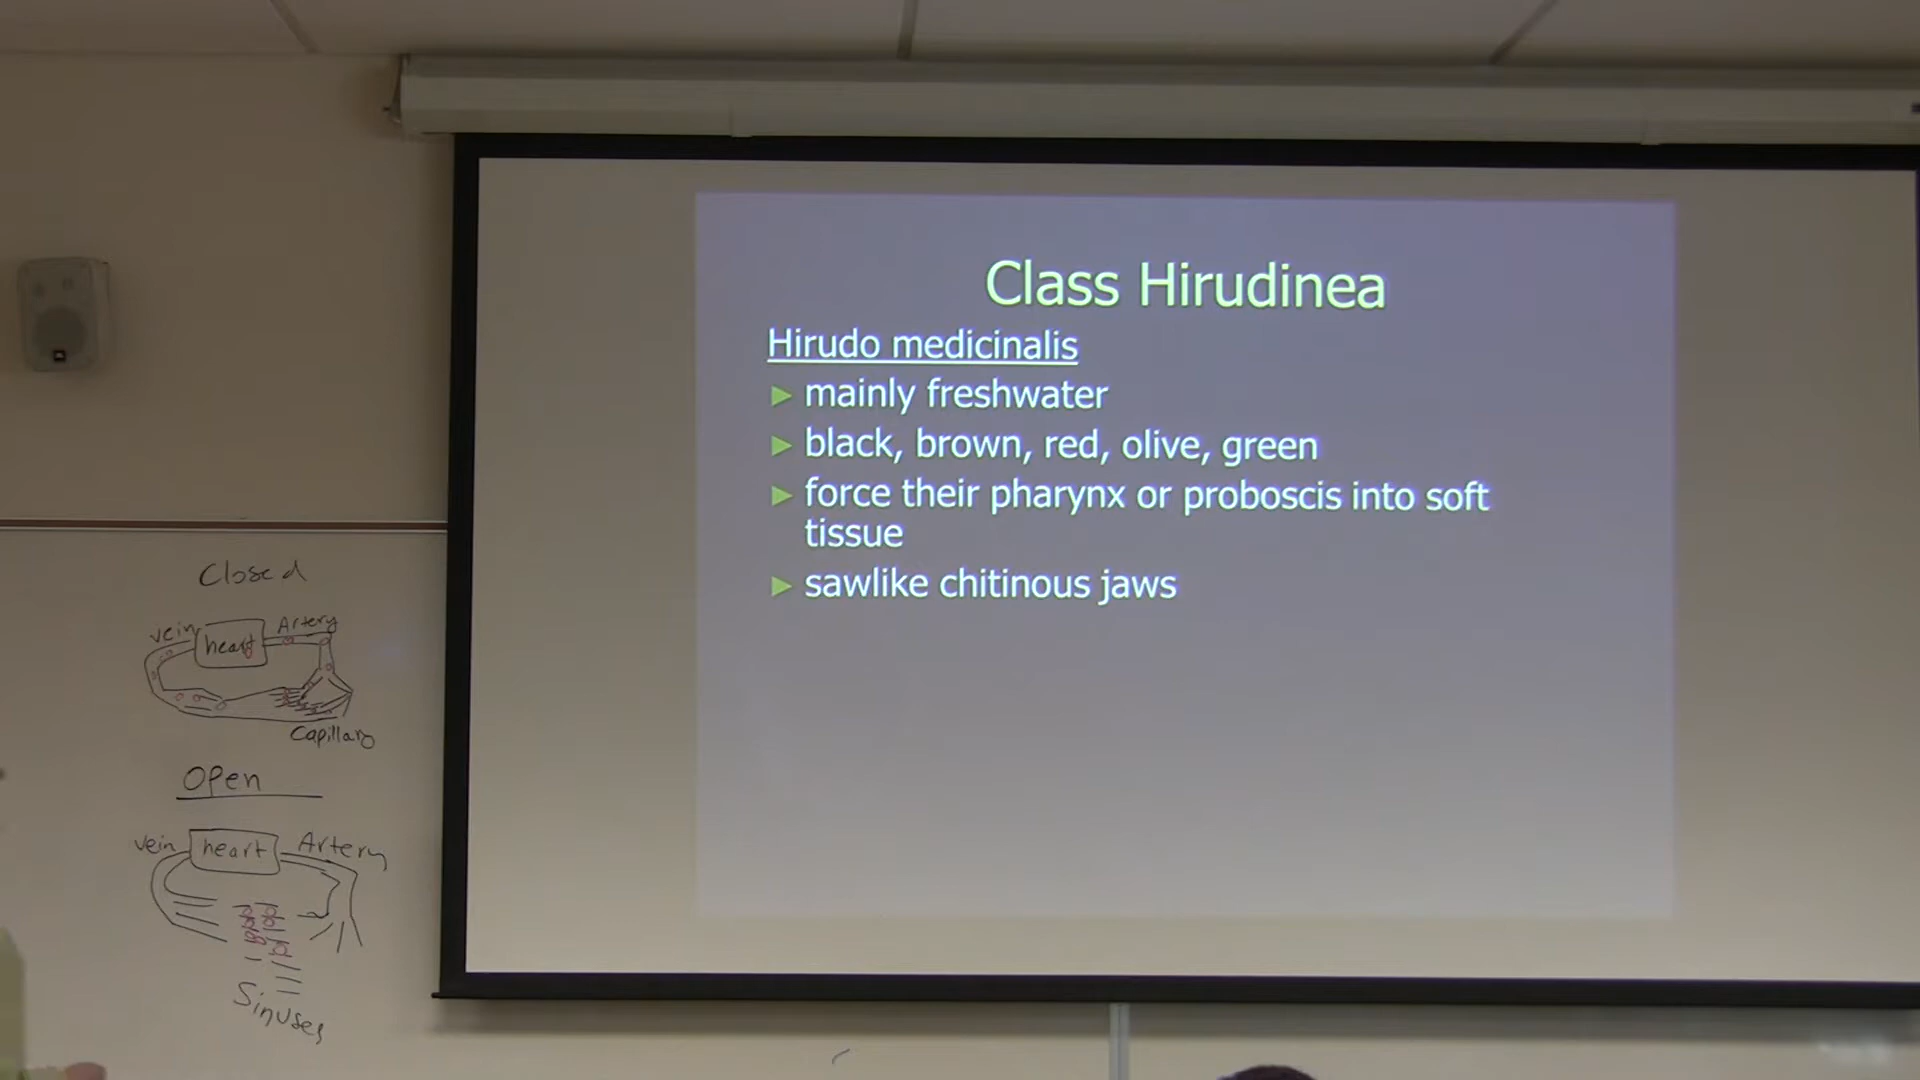 Class Hirudinea
Hirudo medicinalis
► mainly freshwater
► black, brown, red, olive, green
► force their pharynx or proboscis into soft
tissue
► sawlike chitinous jaws
Closed
vein heart Artery
Capillary
Open
vein heart Artery
Sinuses